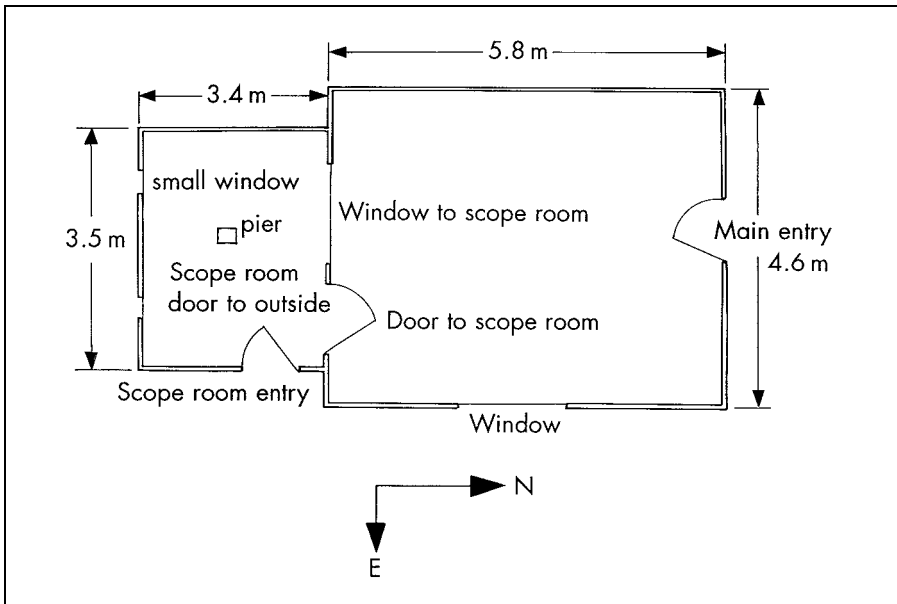 5.8 m
3.4 m
small window
pier
3.5 m
Scope room
door to outside
Scope room entry
Window to scope room
Door to scope room
Main entry
4.6 m
Window
N
E